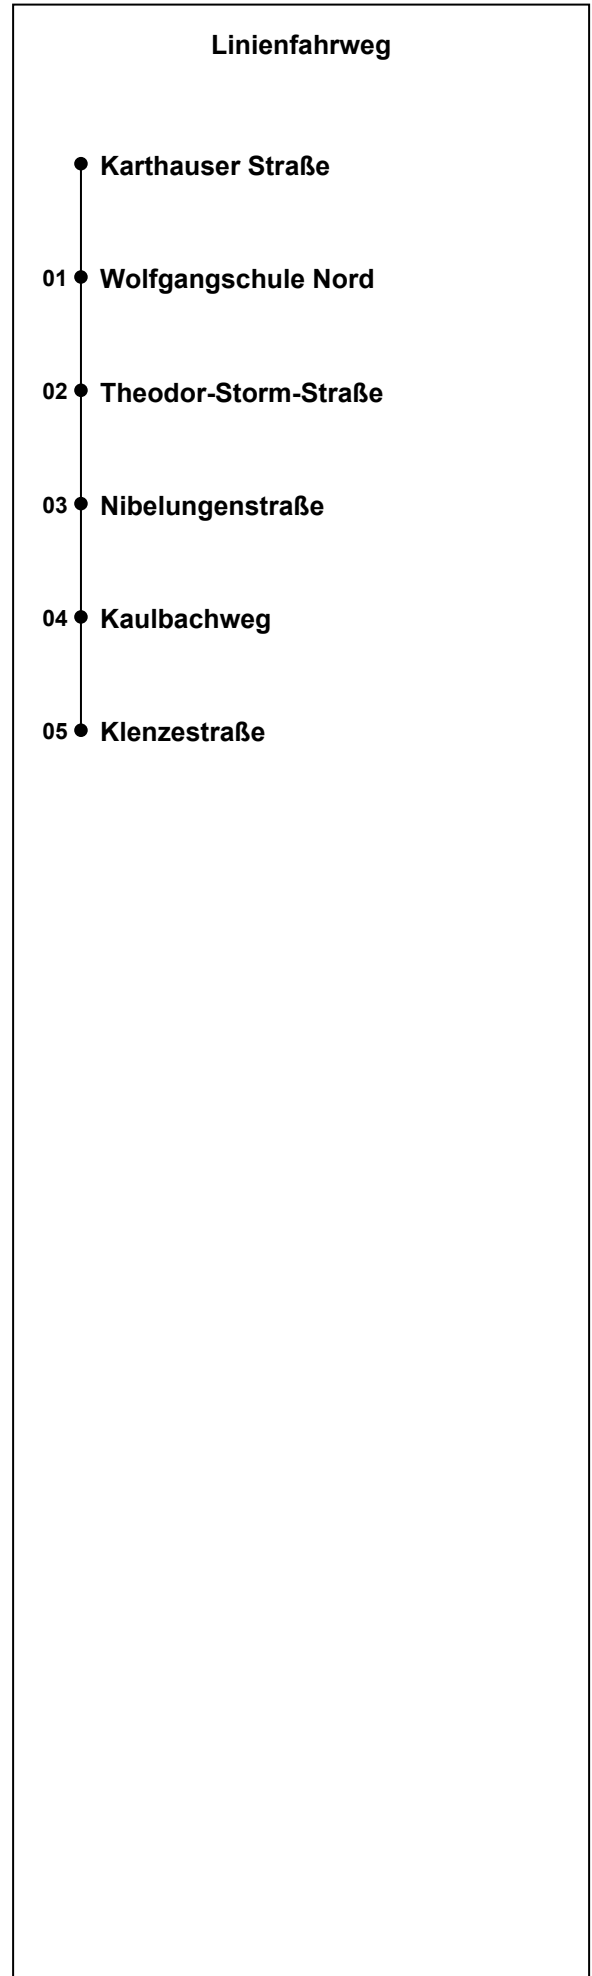 Linienfahrweg
Karthauser Straße
01 Wolfgangschule Nord
02 Theodor-Storm-Straße
03 Nibelungenstraße
04 Kaulbachweg
05 Klenzestraße